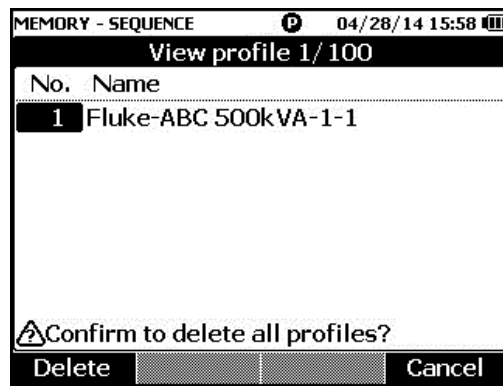 MEMORY - SEQUENCE P 04/28/14 15:58
View profile 1/100
No. Name
1 Fluke-ABC 500kVA-1-1
Confirm to delete all profiles?
Delete Cancel